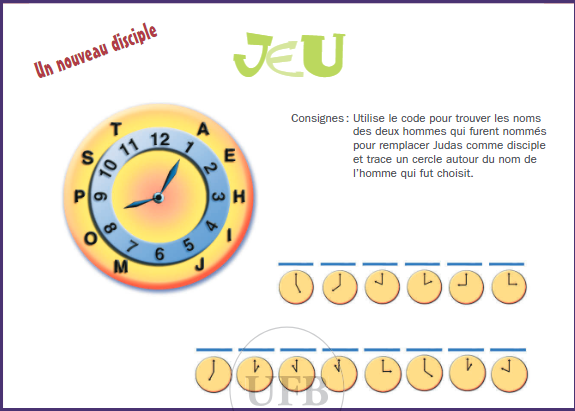 Un nouveau disciple
JEU
Consignes : Utilise le code pour trouver les noms
des deux hommes qui furent nommés
pour remplacer Judas comme disciple
et trace un cercle autour du nom de
l'homme qui fut choisit.
T A
S E
P H
O I
M J
12 1 2 3 4 5 6 7 8 9 10 11
UFB